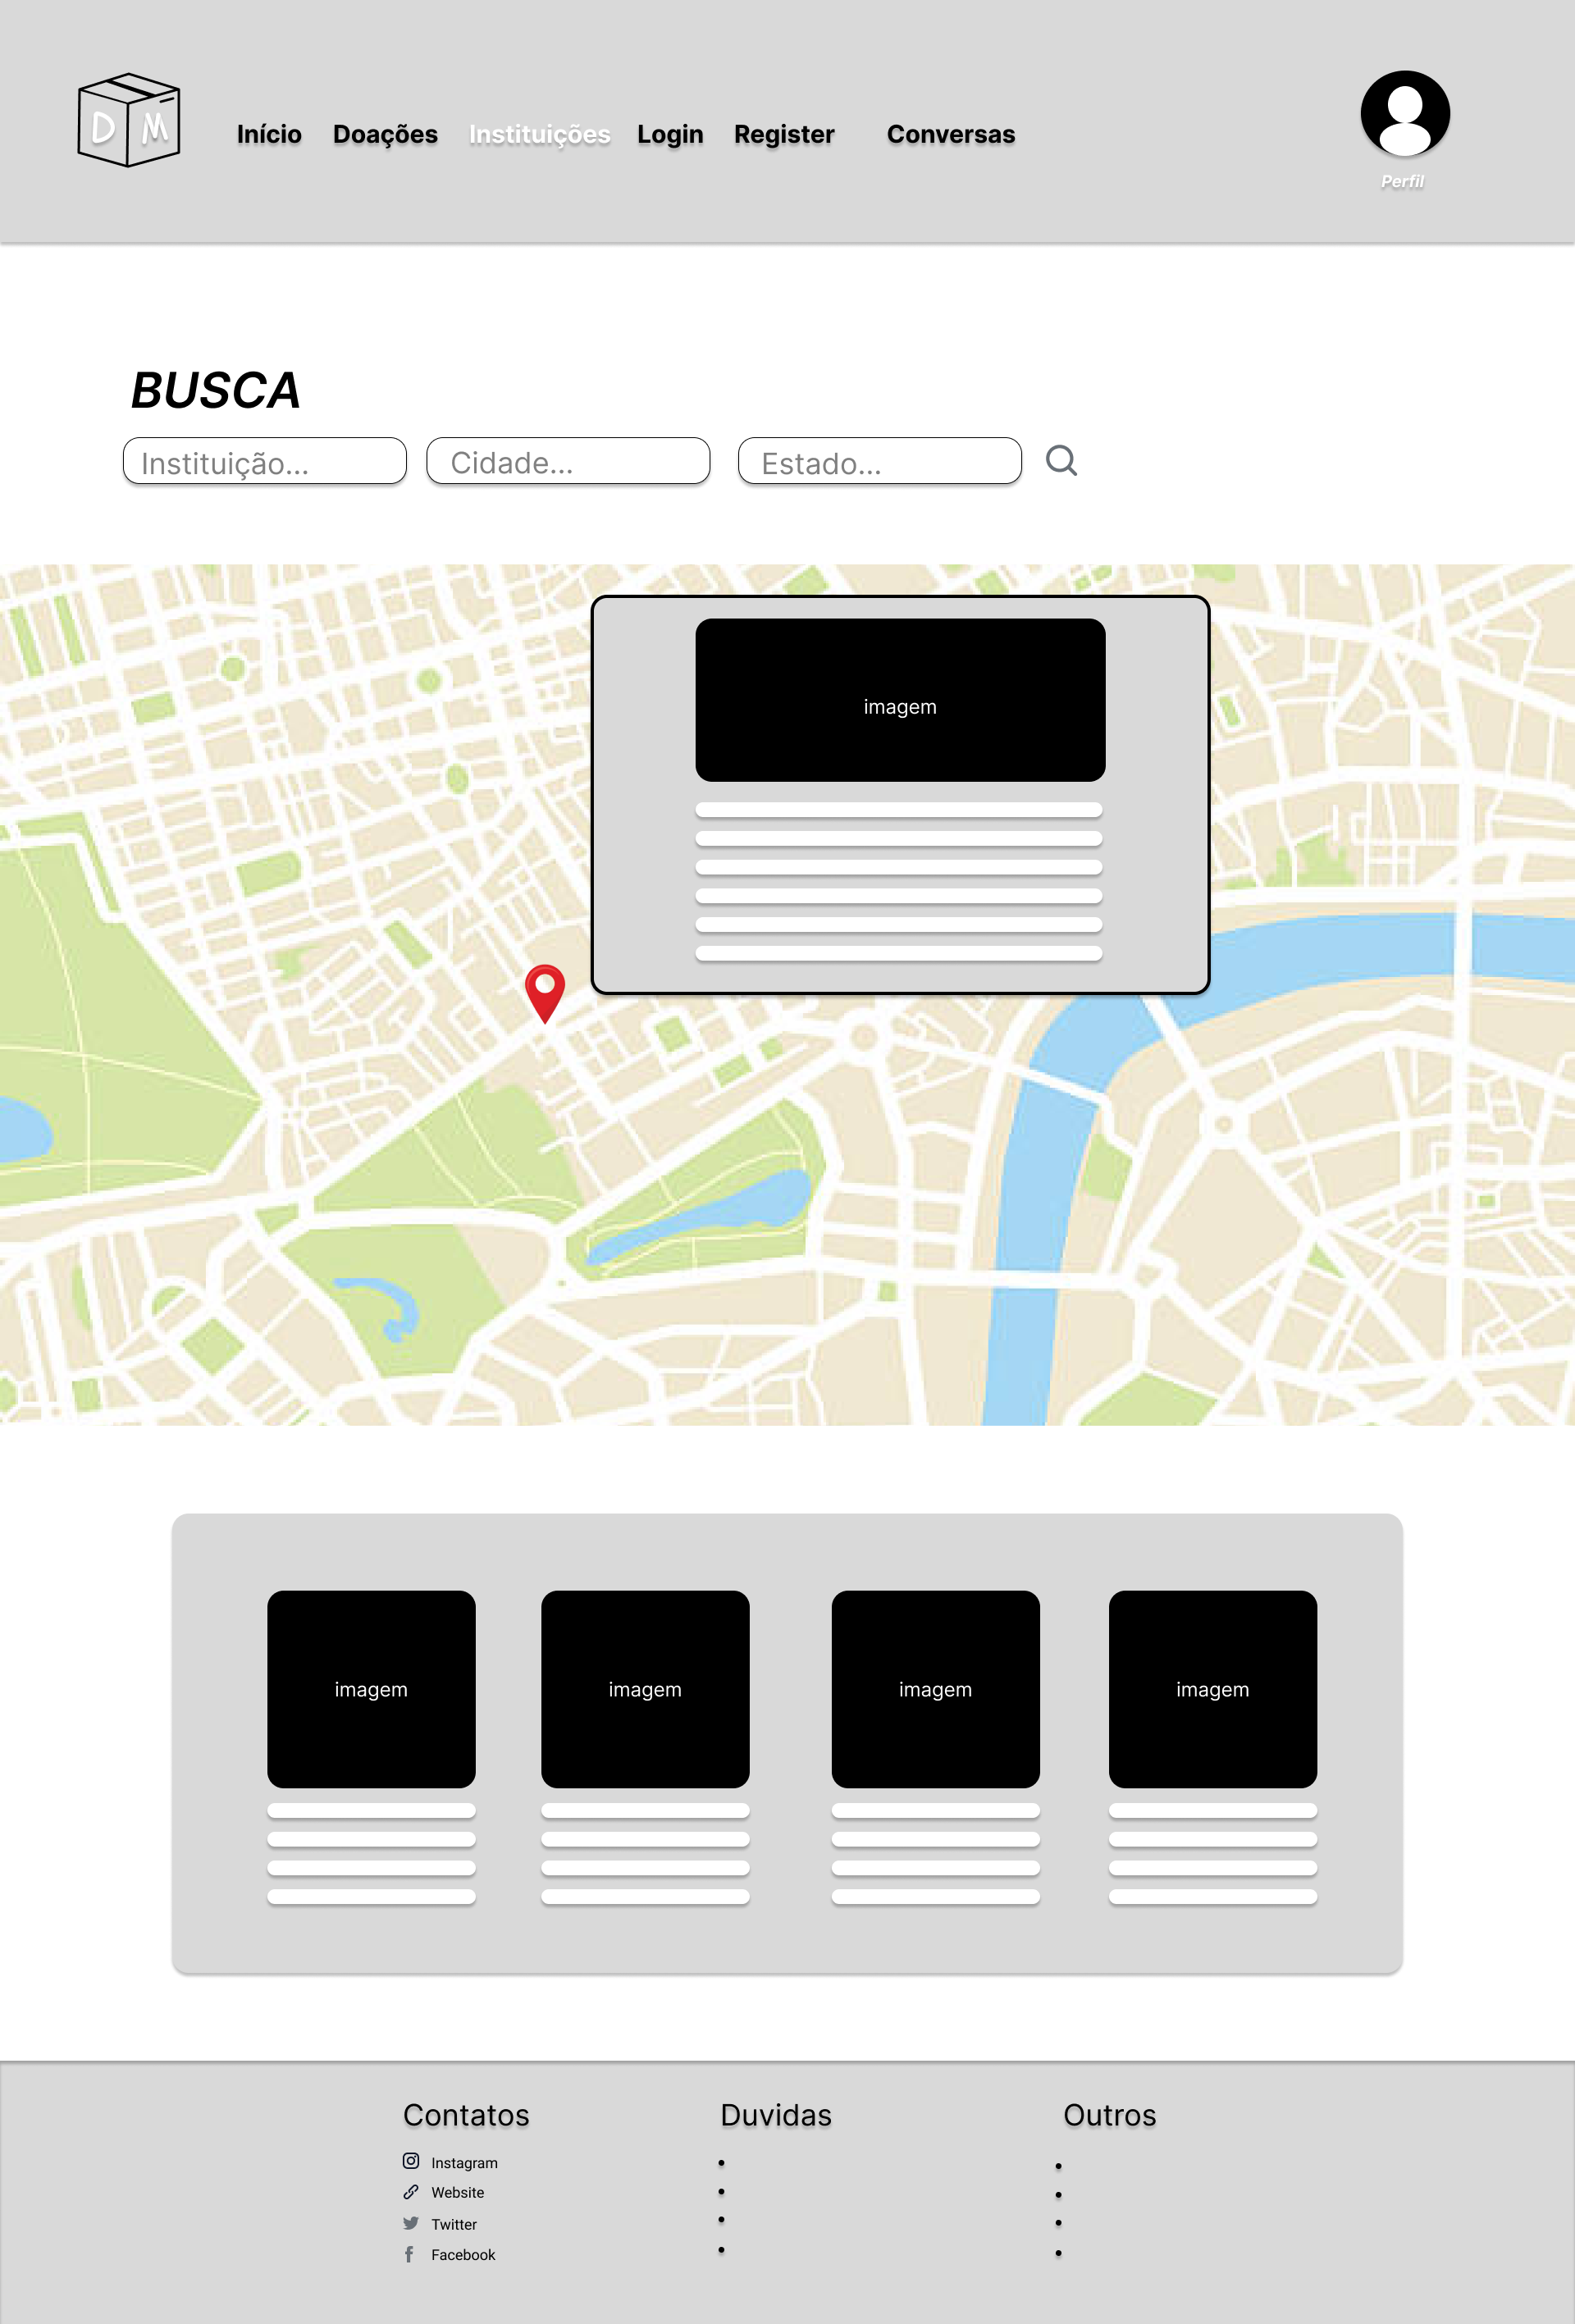 DM
Início Doações Instituições Login Register Conversas
Perfil
BUSCA
Instituição...
Cidade...
Estado...
imagem
imagem
imagem
imagem
imagem
Contatos
Instagram
Website
Twitter
Facebook
Duvidas
Outros